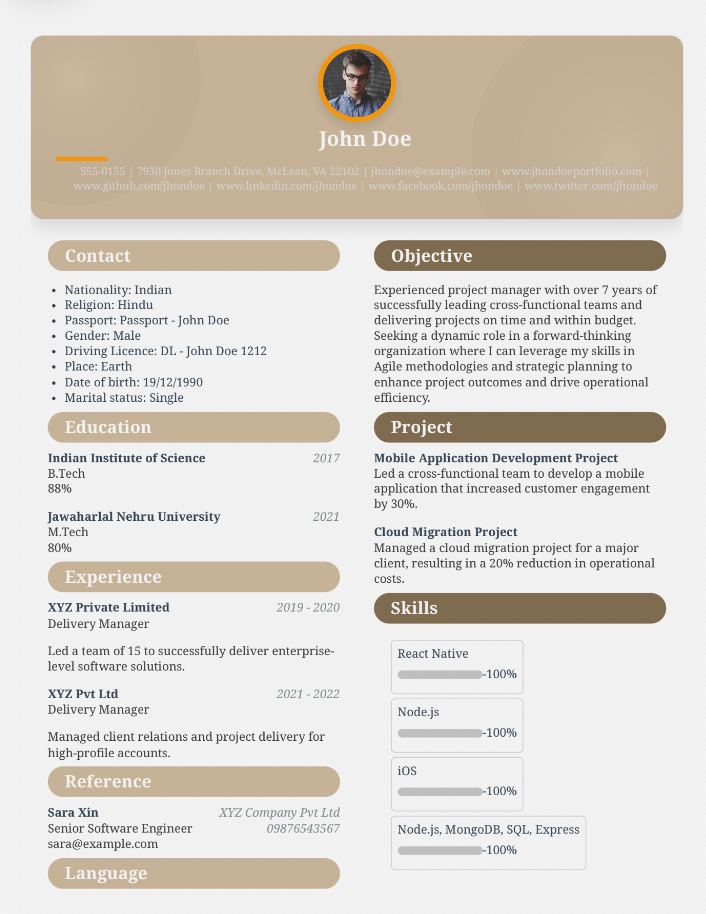 John Doe
555-0155 | 7930 Jones Branch Drive, McLean, VA 22102 | jhondoe@example.com | www.jhondoeportfolio.com |
www.github.com/jhondoe | www.linkedin.com/jhondoe | www.facebook.com/jhondoe | www.twitter.com/jhondoe
Contact
• Nationality: Indian
• Religion: Hindu
• Passport: Passport - John Doe
• Gender: Male
• Driving Licence: DL - John Doe 1212
• Place: Earth
• Date of birth: 19/12/1990
• Marital status: Single
Education
Indian Institute of Science 2017
B.Tech
88%
Jawaharlal Nehru University 2021
M.Tech
80%
Experience
XYZ Private Limited 2019 - 2020
Delivery Manager
Led a team of 15 to successfully deliver enterprise-
level software solutions.
XYZ Pvt Ltd 2021 - 2022
Delivery Manager
Managed client relations and project delivery for
high-profile accounts.
Reference
Sara Xin XYZ Company Pvt Ltd
Senior Software Engineer 09876543567
sara@example.com
Language
Objective
Experienced project manager with over 7 years of
successfully leading cross-functional teams and
delivering projects on time and within budget.
Seeking a dynamic role in a forward-thinking
organization where I can leverage my skills in
Agile methodologies and strategic planning to
enhance project outcomes and drive operational
efficiency.
Project
Mobile Application Development Project
Led a cross-functional team to develop a mobile
application that increased customer engagement
by 30%.
Cloud Migration Project
Managed a cloud migration project for a major
client, resulting in a 20% reduction in operational
costs.
Skills
React Native
-100%
Node.js
-100%
iOS
-100%
Node.js, MongoDB, SQL, Express
-100%